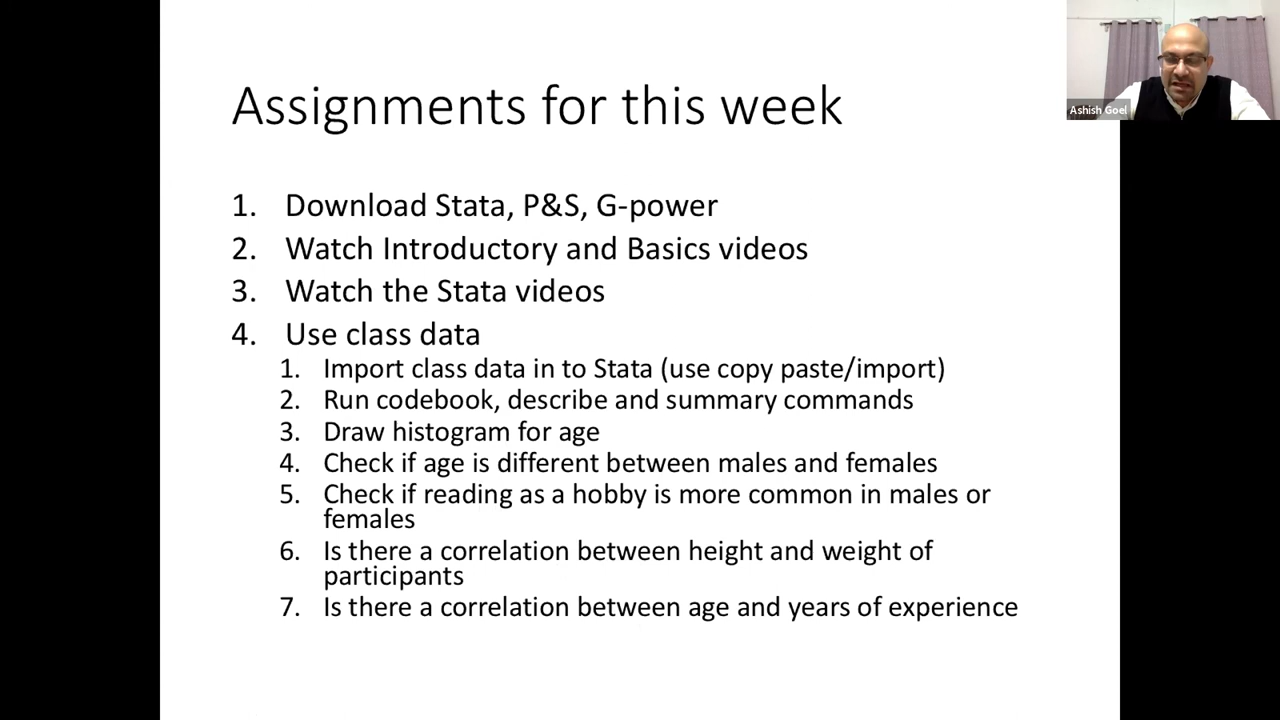 Assignments for this week
Ashish Goel
1. Download Stata, P&S, G-power
2. Watch Introductory and Basics videos
3. Watch the Stata videos
4. Use class data
1. Import class data in to Stata (use copy paste/import)
2. Run codebook, describe and summary commands
3. Draw histogram for age
4. Check if age is different between males and females
5. Check if reading as a hobby is more common in males or
females
6. Is there a correlation between height and weight of
participants
7. Is there a correlation between age and years of experience